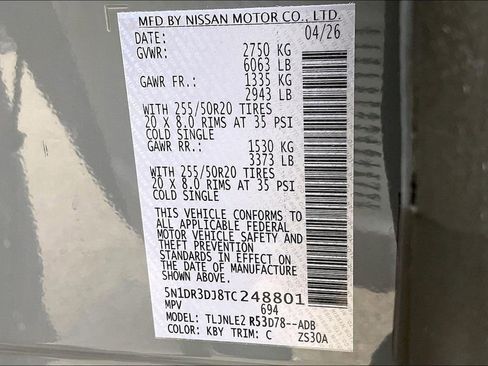 MFD BY NISSAN MOTOR CO., LTD.
DATE: 04/26
GVWR: 2750 KG
6063 LB
GAWR FR.: 1335 KG
2943 LB
WITH 255/50R20 TIRES
20 X 8.0 RIMS AT 35 PSI
COLD SINGLE
GAWR RR.: 1530 KG
3373 LB
WITH 255/50R20 TIRES
20 X 8.0 RIMS AT 35 PSI
COLD SINGLE
THIS VEHICLE CONFORMS TO
ALL APPLICABLE FEDERAL
MOTOR VEHICLE SAFETY AND
THEFT PREVENTION
STANDARDS IN EFFECT ON
THE DATE OF MANUFACTURE
SHOWN ABOVE.
5N1DR3DJ8TC248801
MPV 694
MODEL: TLJNLE2 R53D78--ADB
COLOR: KBY TRIM: C ZS30A